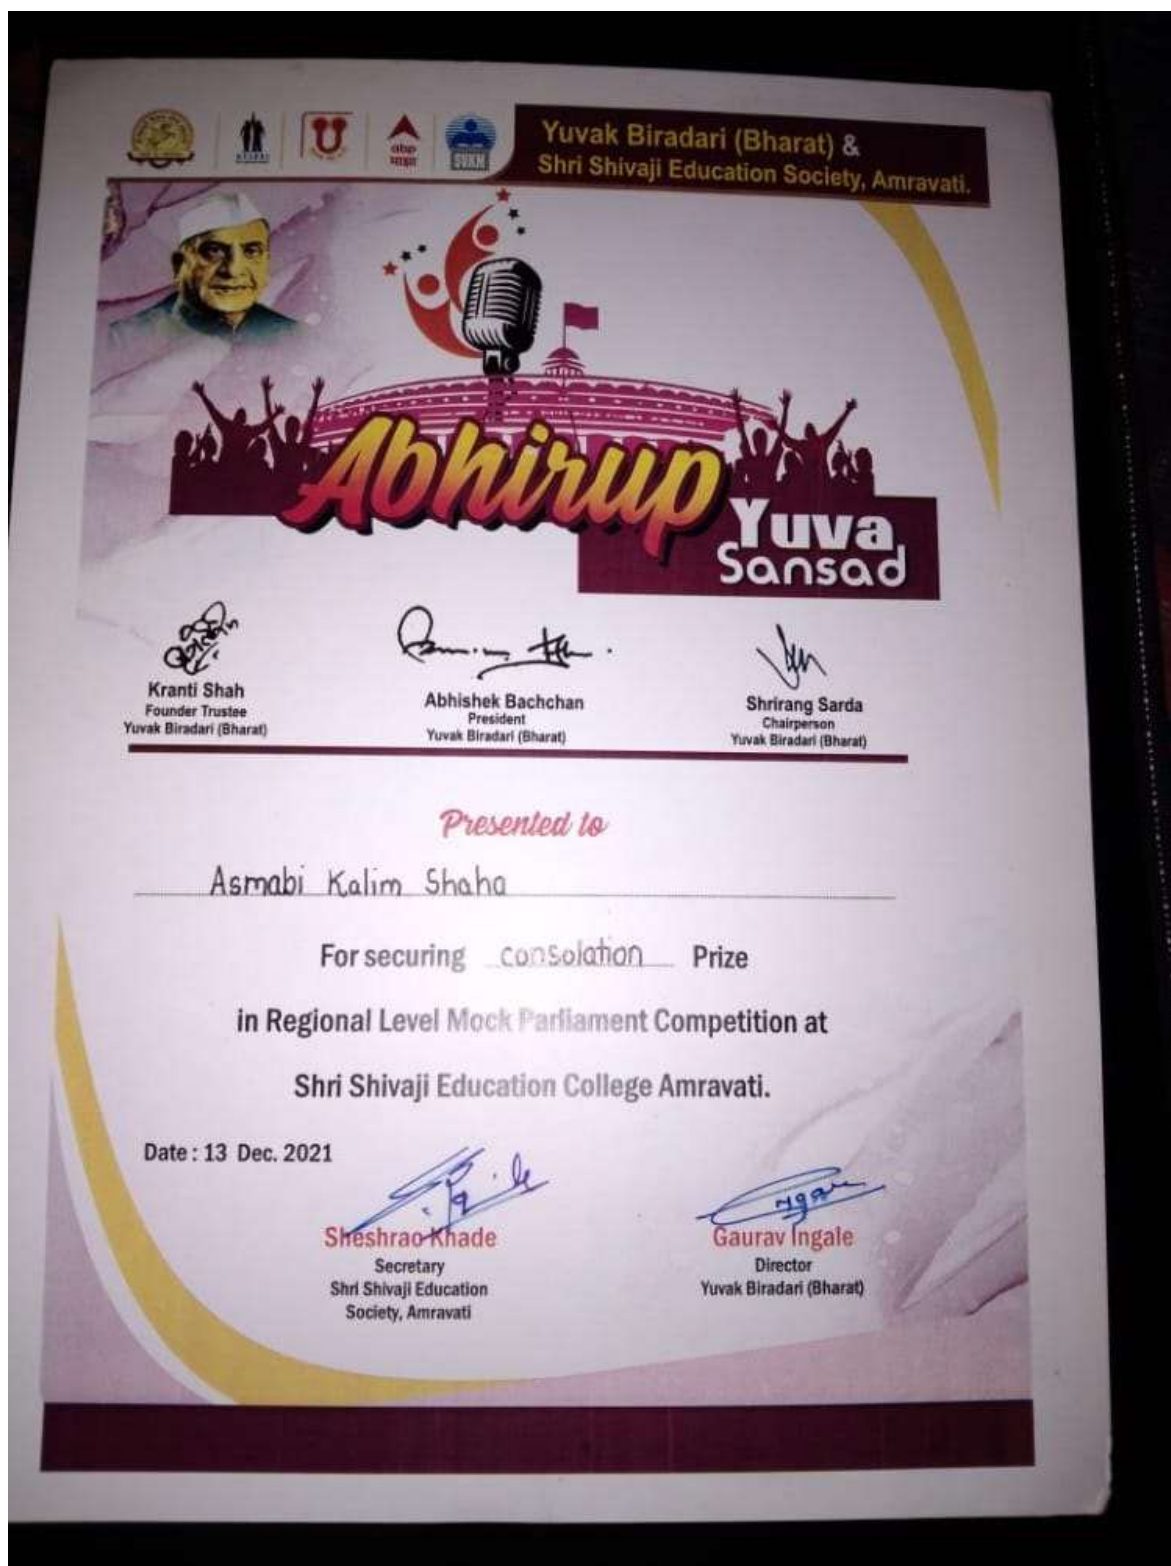 Yuvak Biradari (Bharat) &
Shri Shivaji Education Society, Amravati.
abp
माझा
SVKM
Abhirup
Yuva
Sansad
Kranti Shah
Founder Trustee
Yuvak Biradari (Bharat)
Abhishek Bachchan
President
Yuvak Biradari (Bharat)
Shrirang Sarda
Chairperson
Yuvak Biradari (Bharat)
Presented to
Asmabi Kalim Shaha
For securing consolation Prize
in Regional Level Mock Parliament Competition at
Shri Shivaji Education College Amravati.
Date : 13 Dec. 2021
Sheshrao Khade
Secretary
Shri Shivaji Education
Society, Amravati
Gaurav Ingale
Director
Yuvak Biradari (Bharat)